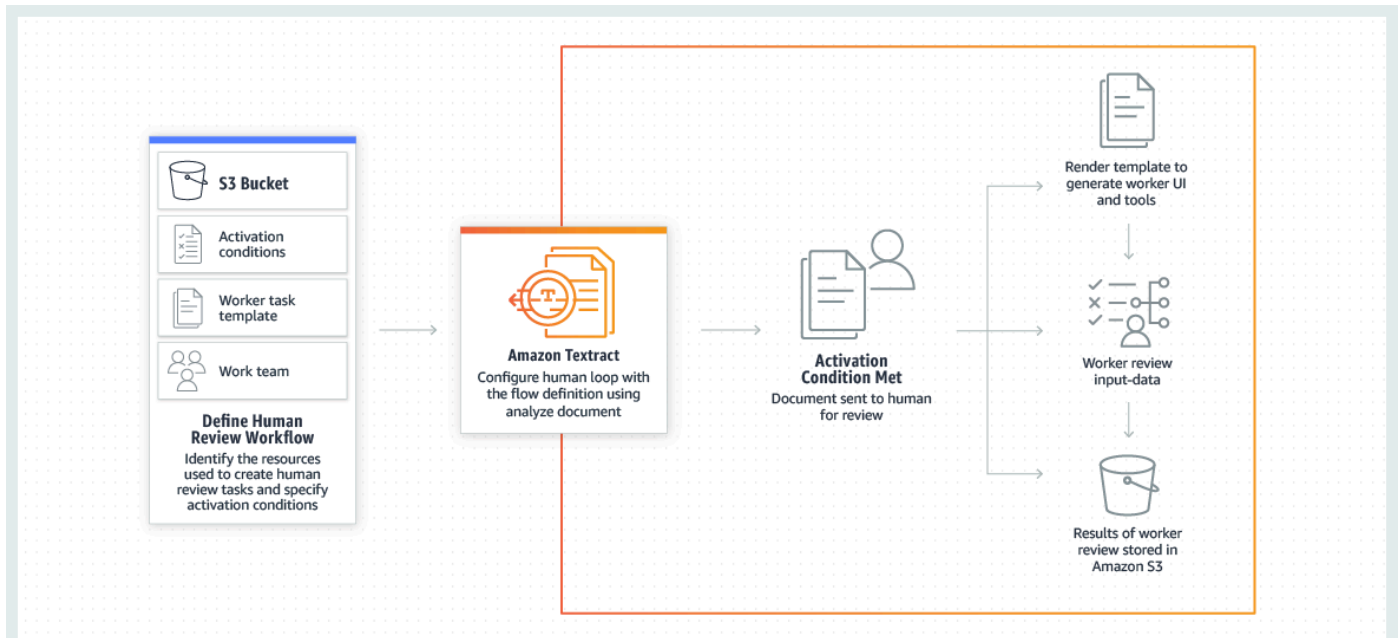 S3 Bucket
Activation
conditions
Worker task
template
Work team
Define Human
Review Workflow
Identify the resources
used to create human
review tasks and specify
activation conditions
T
Amazon Textract
Configure human loop with
the flow definition using
analyze document
Activation
Condition Met
Document sent to human
for review
Render template to
generate worker UI
and tools
Worker review
input-data
Results of worker
review stored in
Amazon S3